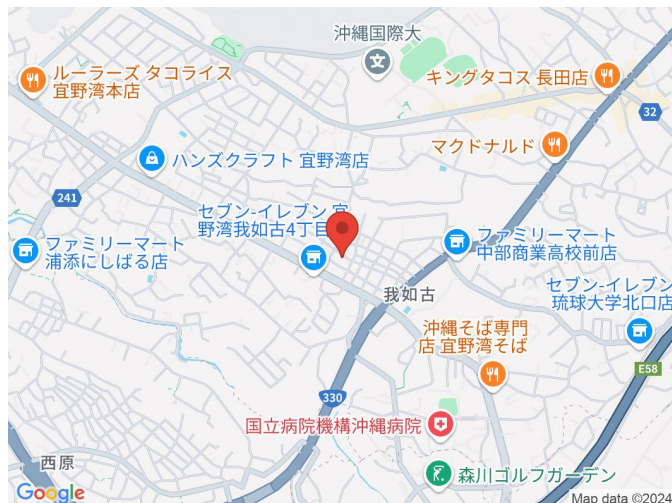 沖縄国際大
ルーラーズ タコライス
宜野湾本店
キングタコス 長田店
32
マクドナルド
ハンズクラフト 宜野湾店
241
セブン-イレブン 宜
野湾我如古4丁目
ファミリーマート
浦添にしばる店
ファミリーマート
中部商業高校前店
我如古
セブン-イレブン
琉球大学北口店
沖縄そば専門
店 宜野湾そば
E58
330
国立病院機構沖縄病院
西原
森川ゴルフガーデン
Google
Map data ©2024